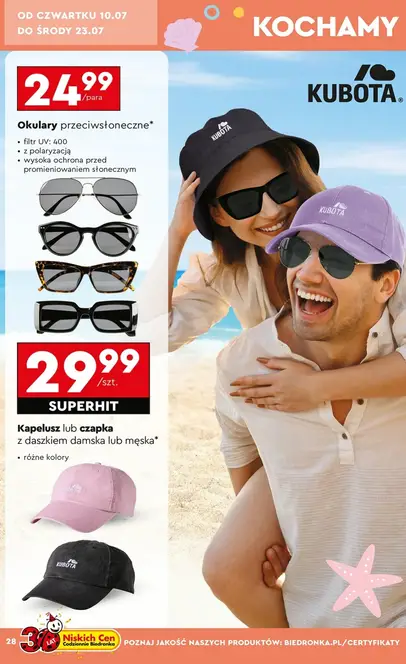 OD CZWARTKU 10.07
DO ŚRODY 23.07
KOCHAMY
KUBOTA
24 99
/para
Okulary przeciwsłoneczne*
• filtr UV: 400
• z polaryzacją
• wysoka ochrona przed
promieniowaniem słonecznym
KUBOTA
KUBOTA
29 99
/szt.
SUPERHIT
Kapelusz lub czapka
z daszkiem damska lub męska*
• różne kolory
KUBOTA
28
30 LAT
Niskich Cen
Codziennie Biedronka
POZNAJ JAKOŚĆ NASZYCH PRODUKTÓW: BIEDRONKA.PL/CERTYFIKATY